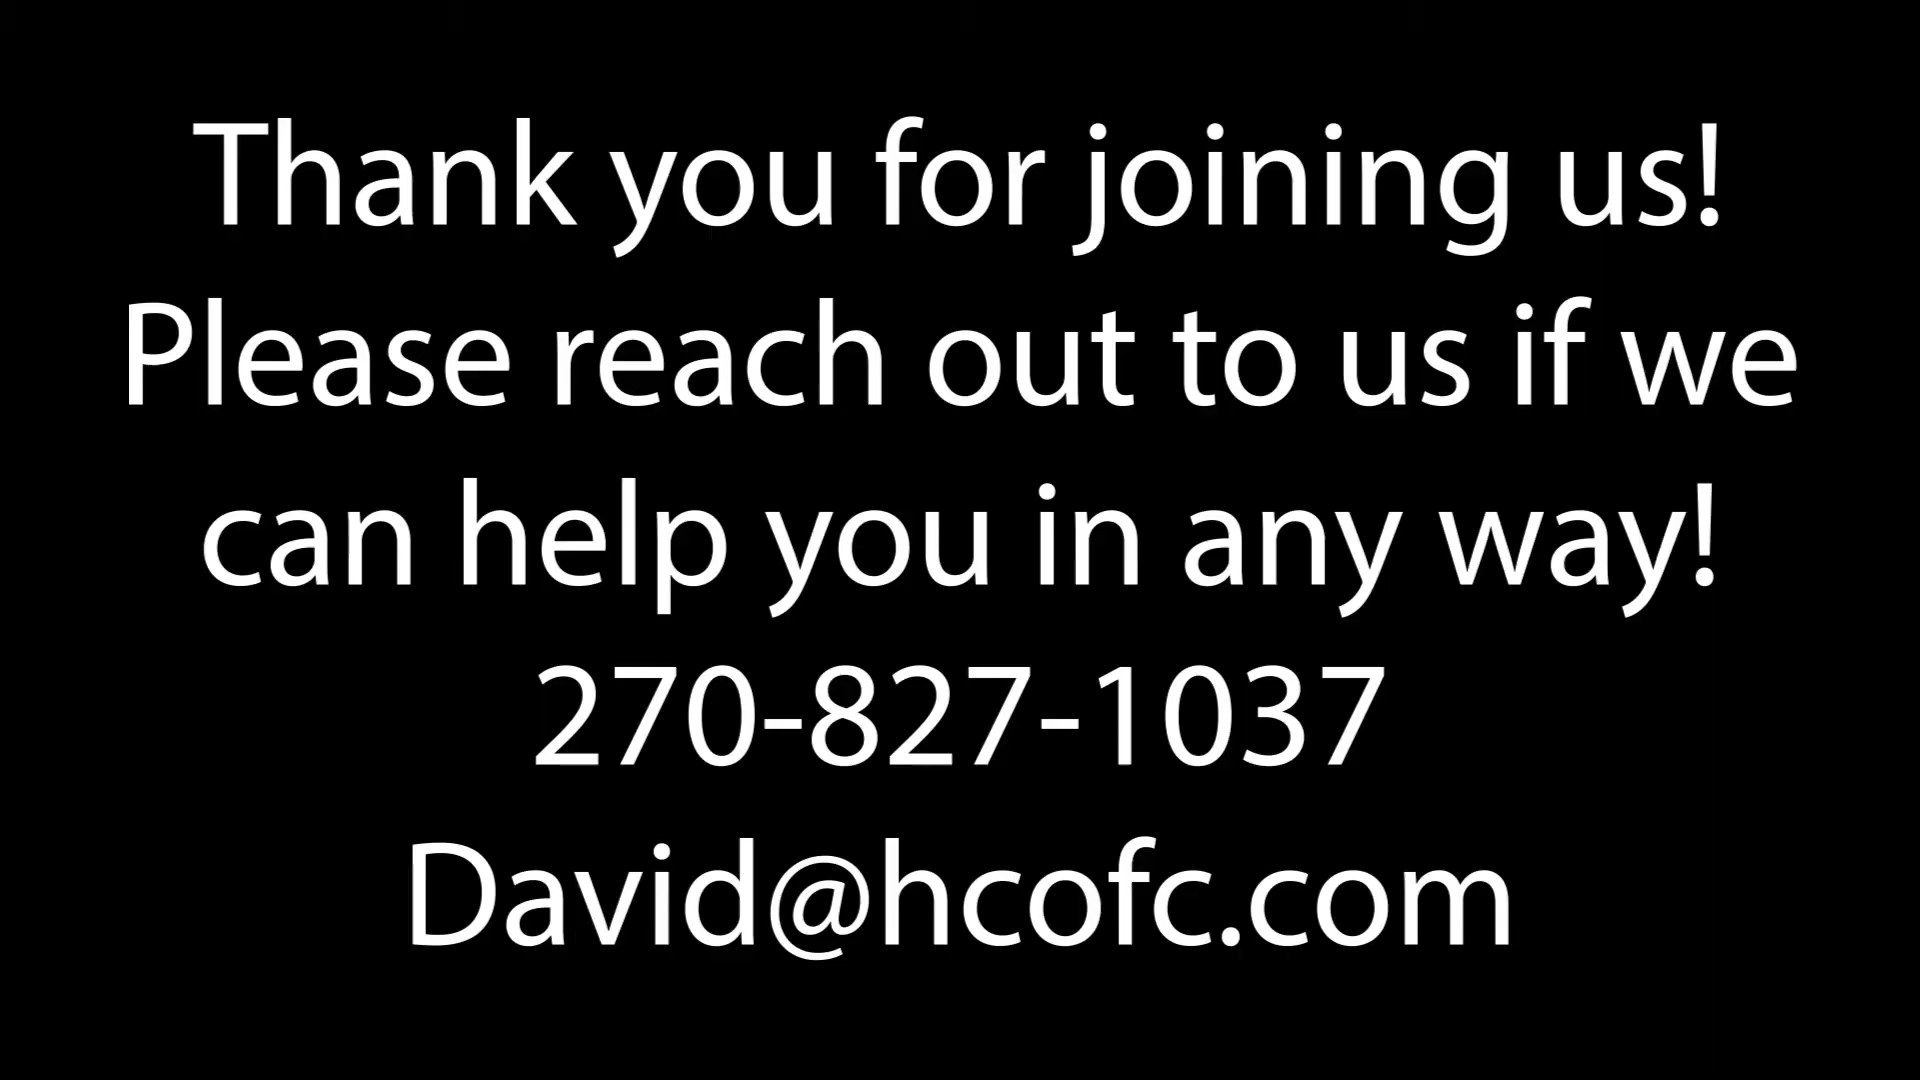 Thank you for joining us!
Please reach out to us if we
can help you in any way!
270-827-1037
David@hcofc.com